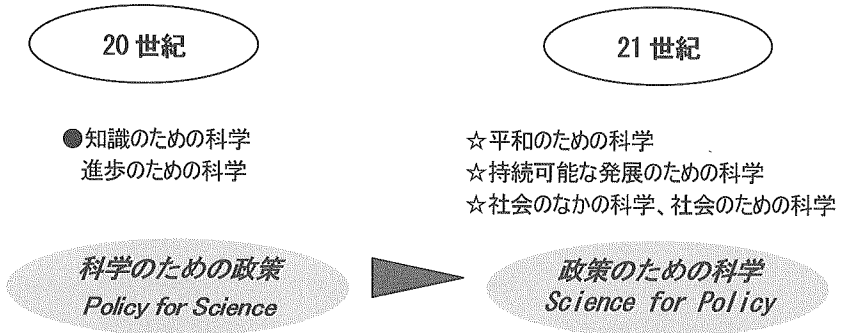 20 世紀
21 世紀
●知識のための科学
進歩のための科学
☆平和のための科学
☆持続可能な発展のための科学
☆社会のなかの科学、社会のための科学
科学のための政策
Policy for Science
政策のための科学
Science for Policy